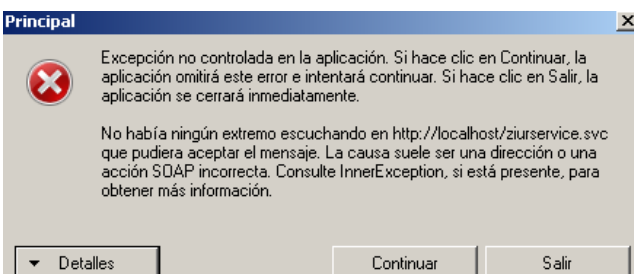 Principal
Excepción no controlada en la aplicación. Si hace clic en Continuar, la
aplicación omitirá este error e intentará continuar. Si hace clic en Salir, la
aplicación se cerrará inmediatamente.
No había ningún extremo escuchando en http://localhost/ziurservice.svc
que pudiera aceptar el mensaje. La causa suele ser una dirección o una
acción SOAP incorrecta. Consulte InnerException, si está presente, para
obtener más información.
Detalles
Continuar
Salir